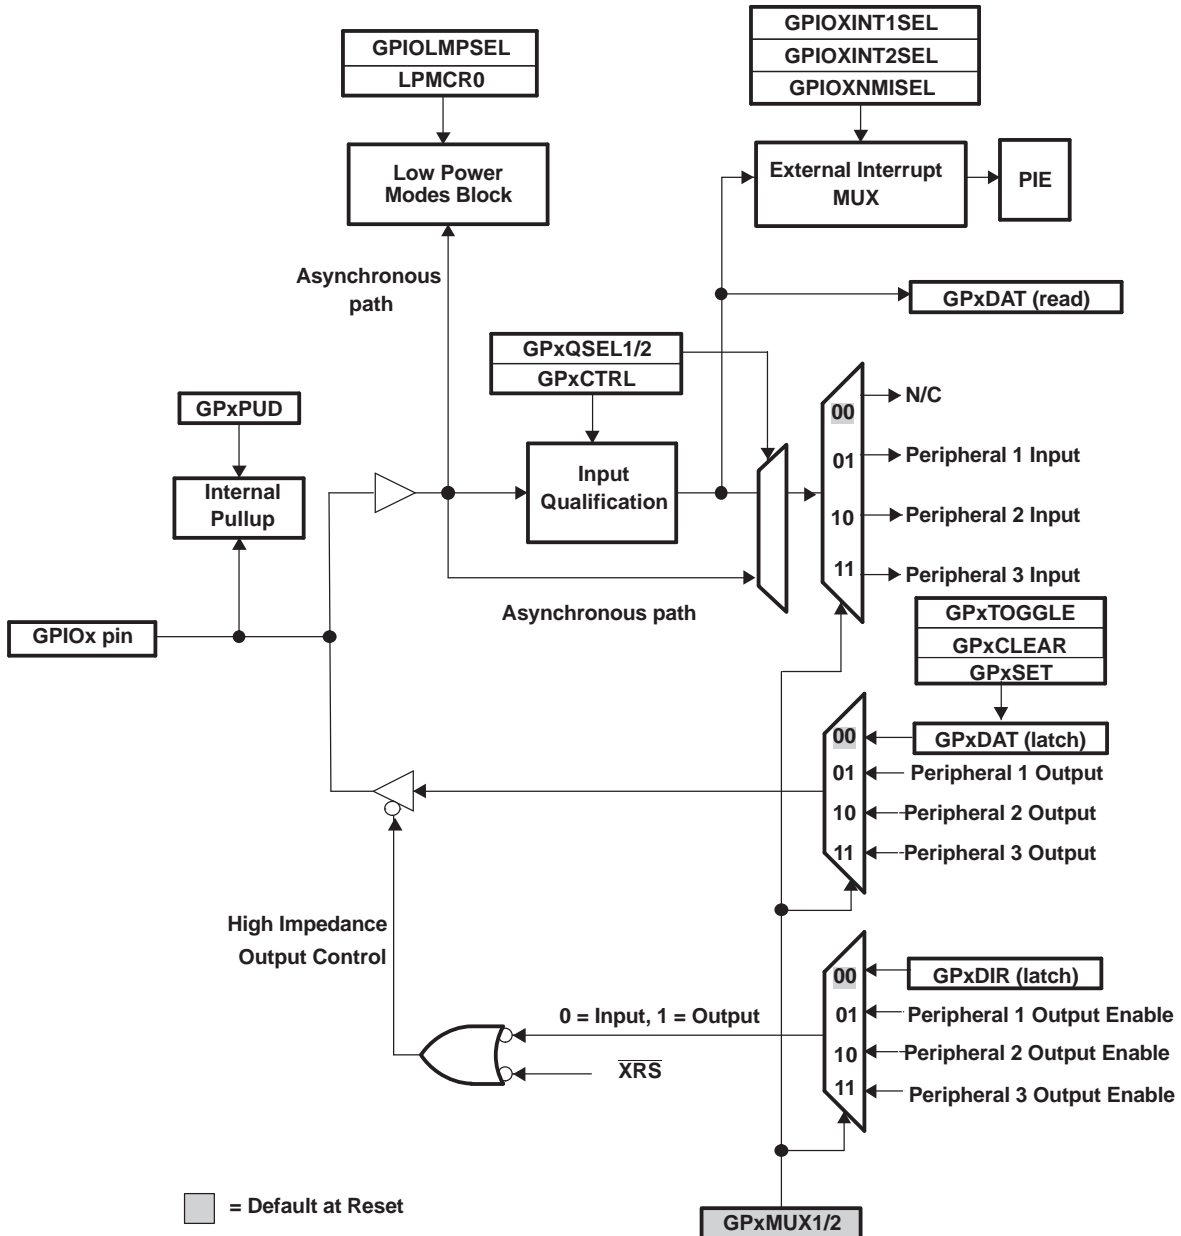 GPIOLMPSEL
LPMCR0
GPIOXINT1SEL
GPIOXINT2SEL
GPIOXNMISEL
Low Power
Modes Block
External Interrupt
MUX
PIE
Asynchronous
path
GPxDAT (read)
GPxQSEL1/2
GPxCTRL
GPxPUD
Internal
Pullup
Input
Qualification
00
01
10
11
N/C
Peripheral 1 Input
Peripheral 2 Input
Peripheral 3 Input
Asynchronous path
GPIOx pin
GPxTOGGLE
GPxCLEAR
GPxSET
00
01
10
11
GPxDAT (latch)
Peripheral 1 Output
Peripheral 2 Output
Peripheral 3 Output
High Impedance
Output Control
00
01
10
11
GPxDIR (latch)
Peripheral 1 Output Enable
Peripheral 2 Output Enable
Peripheral 3 Output Enable
0 = Input, 1 = Output
X̅R̅S̅
= Default at Reset
GPxMUX1/2